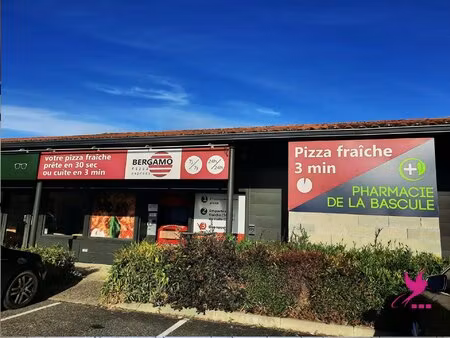 votre pizza fraîche
prête en 30 sec
ou cuite en 3 min
BERGAMO
Pizza fraîche
3 min
PHARMACIE
DE LA BASCULE